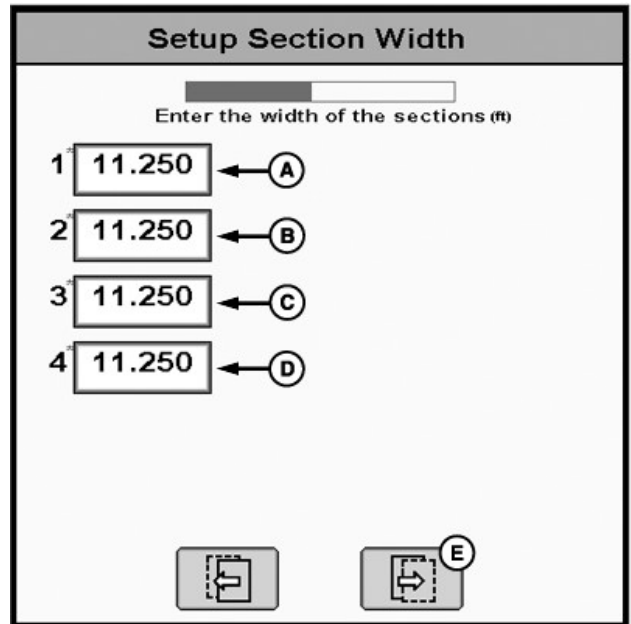 Setup Section Width
Enter the width of the sections (ft)
1 11.250 A
2 11.250 B
3 11.250 C
4 11.250 D
E